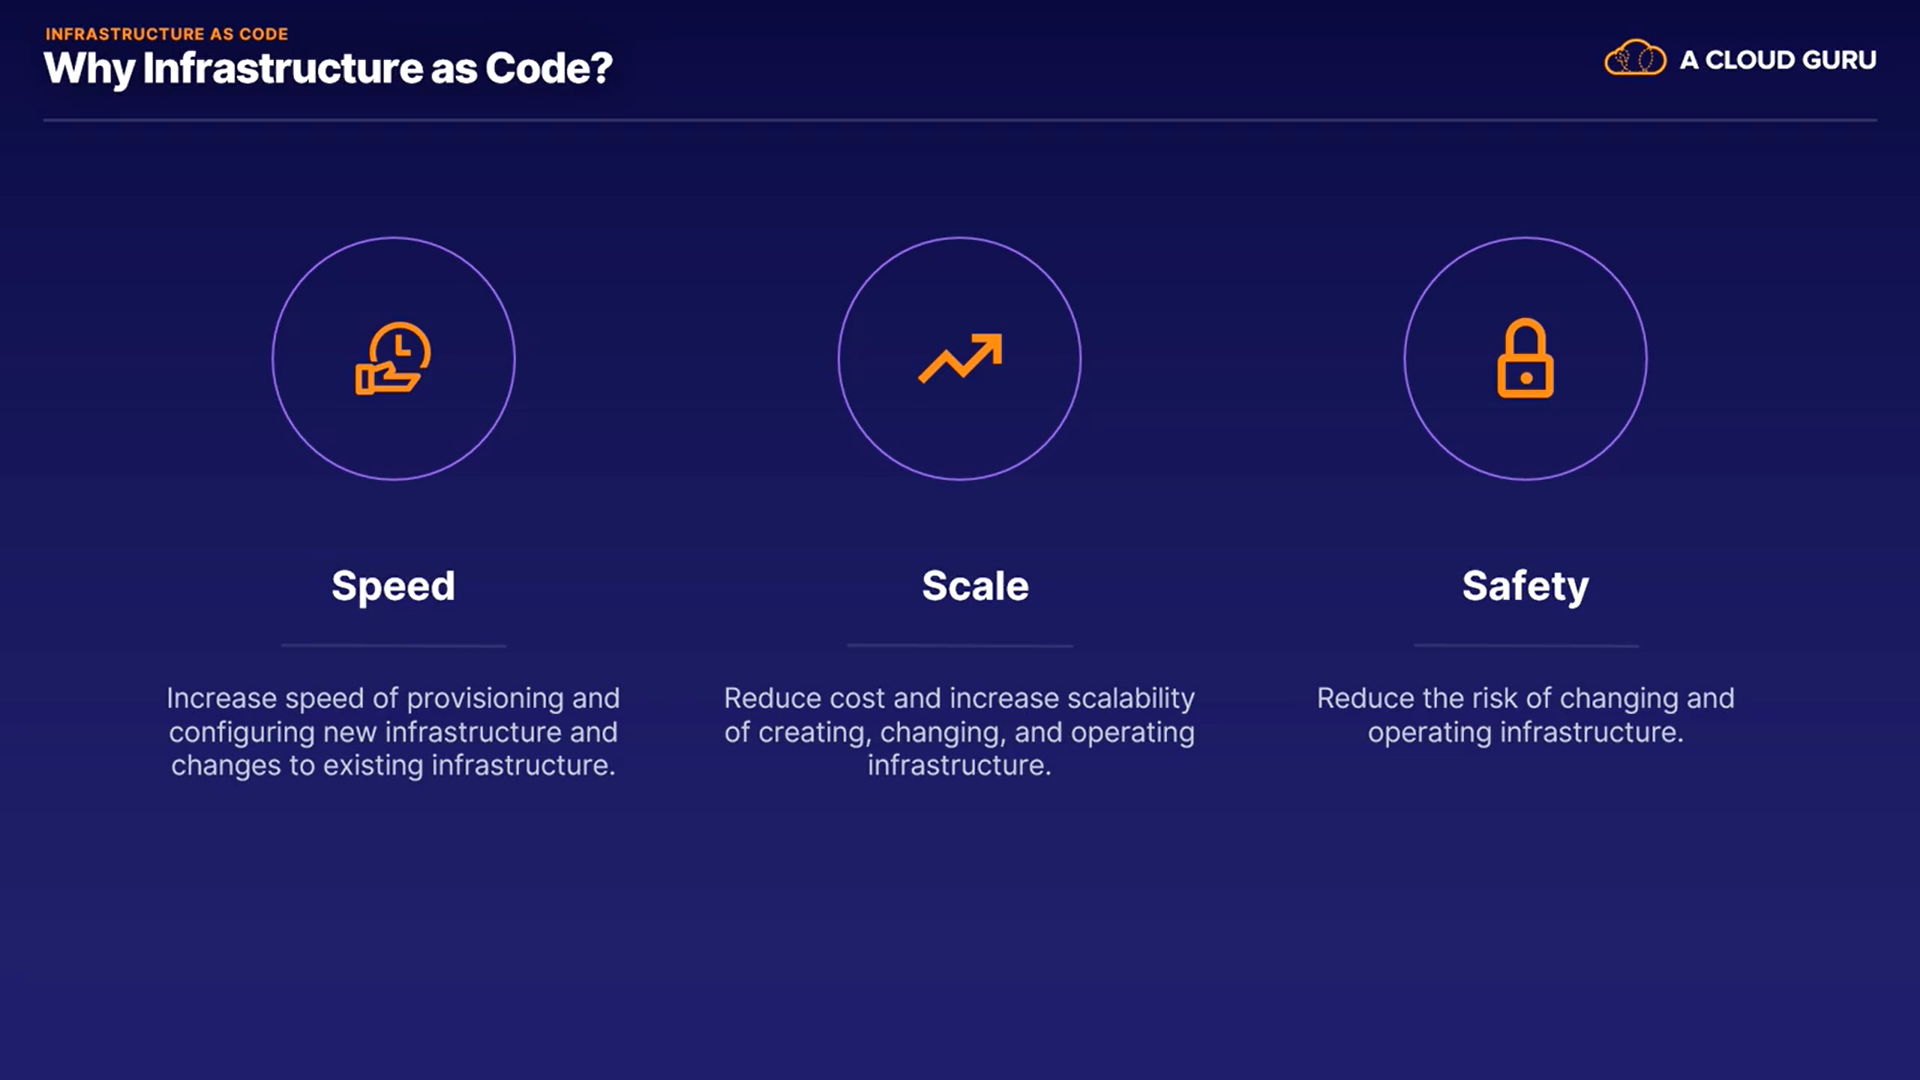 INFRASTRUCTURE AS CODE
Why Infrastructure as Code?
A CLOUD GURU
Speed
Increase speed of provisioning and
configuring new infrastructure and
changes to existing infrastructure.
Scale
Reduce cost and increase scalability
of creating, changing, and operating
infrastructure.
Safety
Reduce the risk of changing and
operating infrastructure.